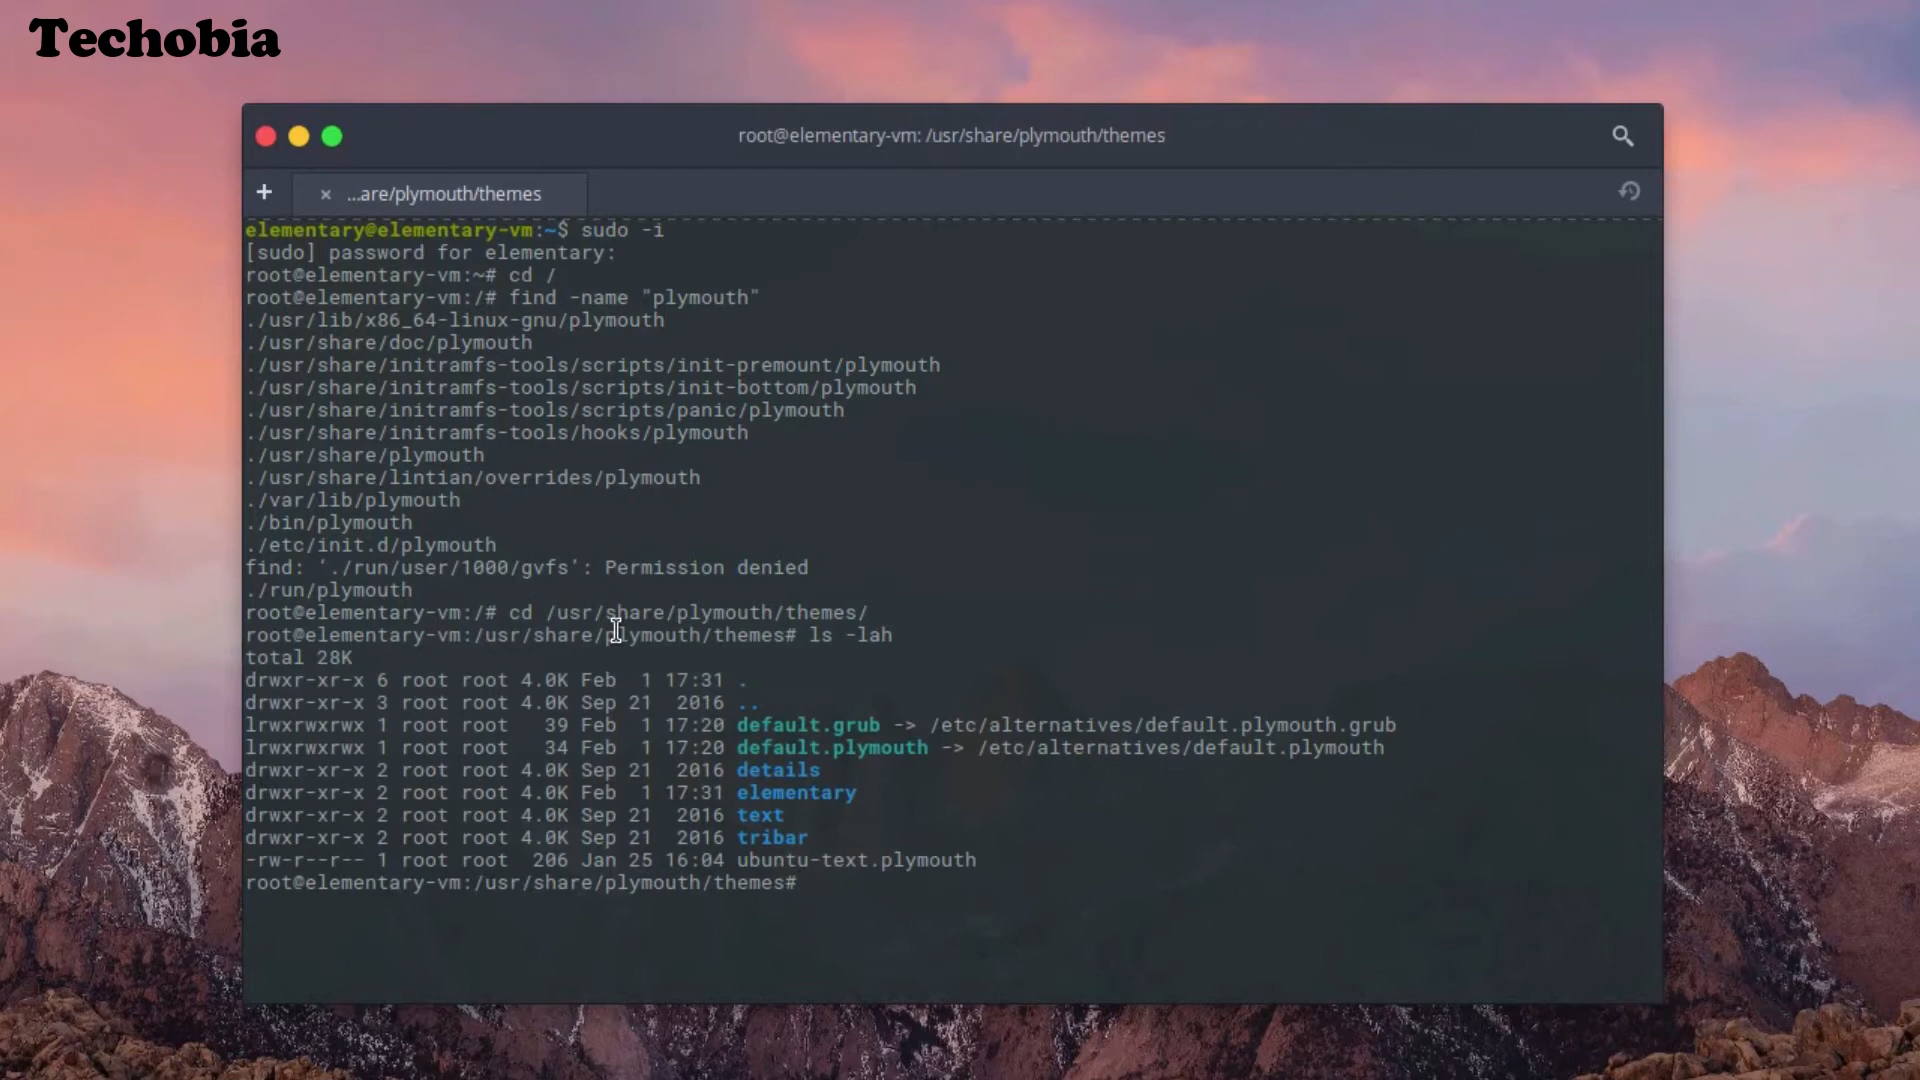 Techobia
root@elementary-vm: /usr/share/plymouth/themes
+ × ...are/plymouth/themes
elementary@elementary-vm:~$ sudo -i
[sudo] password for elementary:
root@elementary-vm:~# cd /
root@elementary-vm:/# find -name "plymouth"
./usr/lib/x86_64-linux-gnu/plymouth
./usr/share/doc/plymouth
./usr/share/initramfs-tools/scripts/init-premount/plymouth
./usr/share/initramfs-tools/scripts/init-bottom/plymouth
./usr/share/initramfs-tools/scripts/panic/plymouth
./usr/share/initramfs-tools/hooks/plymouth
./usr/share/plymouth
./usr/share/lintian/overrides/plymouth
./var/lib/plymouth
./bin/plymouth
./etc/init.d/plymouth
find: './run/user/1000/gvfs': Permission denied
./run/plymouth
root@elementary-vm:/# cd /usr/share/plymouth/themes/
root@elementary-vm:/usr/share/plymouth/themes# ls -lah
total 28K
drwxr-xr-x 6 root root 4.0K Feb  1 17:31 .
drwxr-xr-x 3 root root 4.0K Sep 21  2016 ..
lrwxrwxrwx 1 root root   39 Feb  1 17:20 default.grub -> /etc/alternatives/default.plymouth.grub
lrwxrwxrwx 1 root root   34 Feb  1 17:20 default.plymouth -> /etc/alternatives/default.plymouth
drwxr-xr-x 2 root root 4.0K Sep 21  2016 details
drwxr-xr-x 2 root root 4.0K Feb  1 17:31 elementary
drwxr-xr-x 2 root root 4.0K Sep 21  2016 text
drwxr-xr-x 2 root root 4.0K Sep 21  2016 tribar
-rw-r--r-- 1 root root  206 Jan 25 16:04 ubuntu-text.plymouth
root@elementary-vm:/usr/share/plymouth/themes#